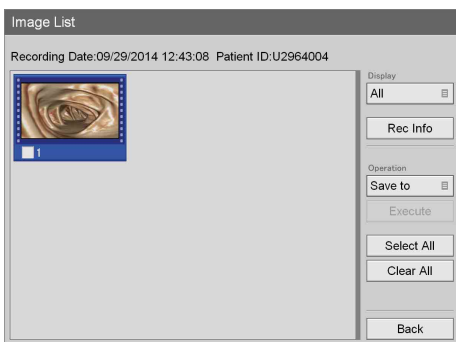 Image List
Recording Date:09/29/2014 12:43:08 Patient ID:U2964004
Display
All
Rec Info
Operation
Save to
Execute
Select All
Clear All
1
Back